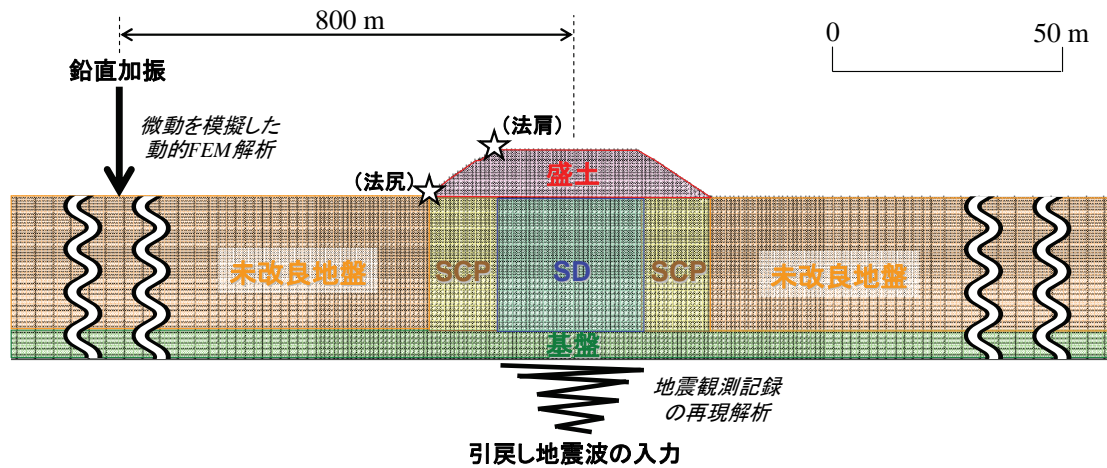 800 m
0 50 m
鉛直加振
微動を模擬した
動的FEM解析
(法肩)
(法尻)
盛土
未改良地盤 SCP SD SCP 未改良地盤
基盤
地震観測記録
の再現解析
引戻し地震波の入力